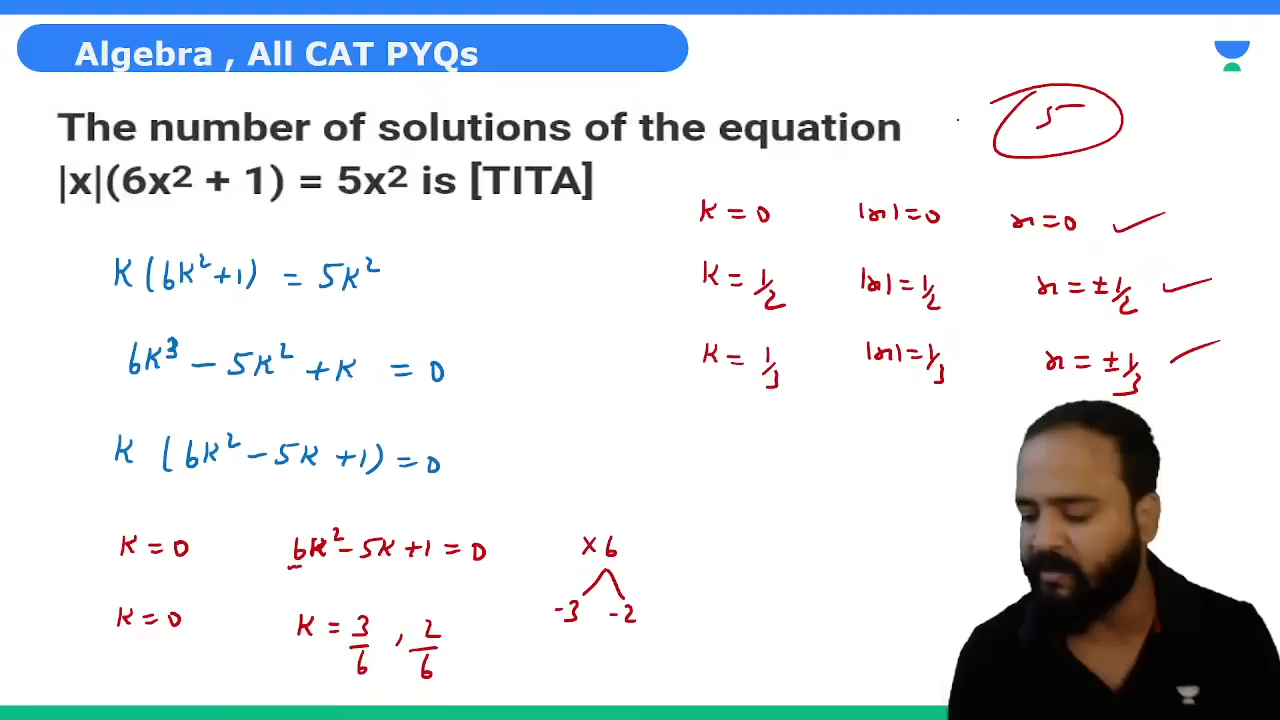 Algebra , All CAT PYQs
The number of solutions of the equation
|x|(6x2 + 1) = 5x2 is [TITA]
5
K (6K² + 1) = 5K²
6K³ - 5K² + K = 0
K (6K² - 5K + 1) = 0
K = 0 6K² - 5K + 1 = 0 × 6
-3 -2
K = 0 K = 3/6 , 2/6
K = 0 |x| = 0 x = 0 ✓
K = 1/2 |x| = 1/2 x = ± 1/2 ✓
K = 1/3 |x| = 1/3 x = ± 1/3 ✓